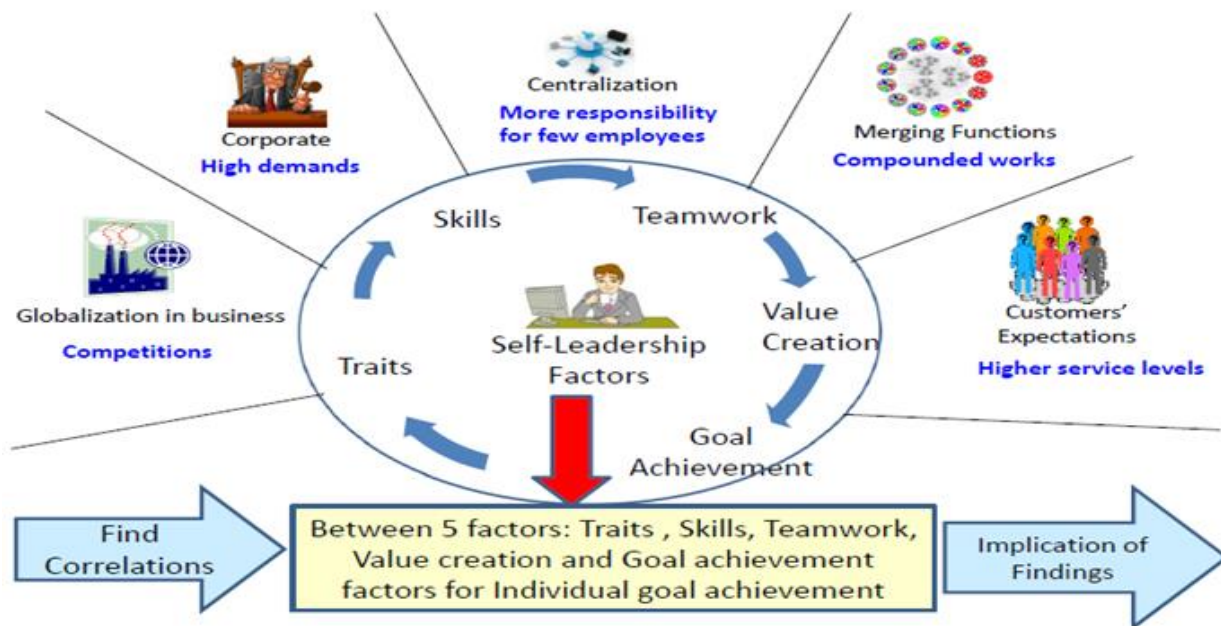 Centralization
More responsibility
for few employees
Corporate
High demands
Merging Functions
Compounded works
Globalization in business
Competitions
Customers’
Expectations
Higher service levels
Skills
Teamwork
Value
Creation
Goal
Achievement
Traits
Self-Leadership
Factors
Find
Correlations
Between 5 factors: Traits , Skills, Teamwork,
Value creation and Goal achievement
factors for Individual goal achievement
Implication of
Findings